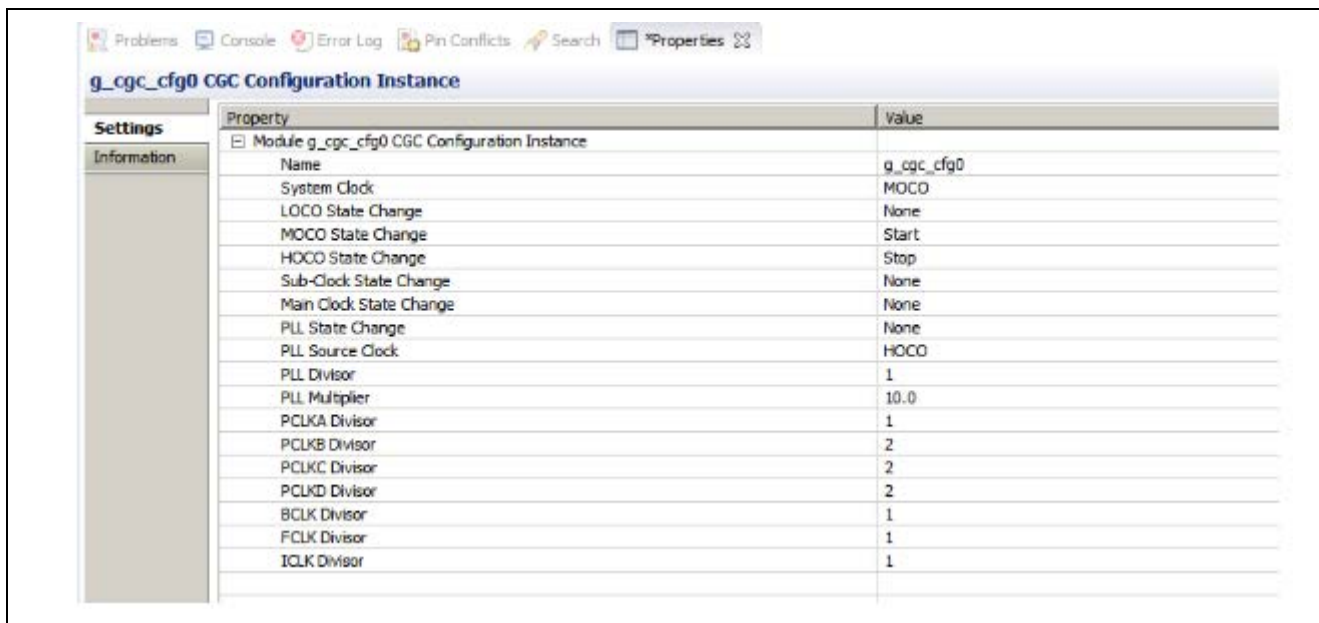 Problems Console Error Log Pin Conflicts Search *Properties
g_cgc_cfg0 CGC Configuration Instance
Settings
Information
Property Value
Module g_cgc_cfg0 CGC Configuration Instance
Name g_cgc_cfg0
System Clock MOCO
LOCO State Change None
MOCO State Change Start
HOCO State Change Stop
Sub-Clock State Change None
Main Clock State Change None
PLL State Change None
PLL Source Clock HOCO
PLL Divisor 1
PLL Multiplier 10.0
PCLKA Divisor 1
PCLKB Divisor 2
PCLKC Divisor 2
PCLKD Divisor 2
BCLK Divisor 1
FCLK Divisor 1
ICLK Divisor 1